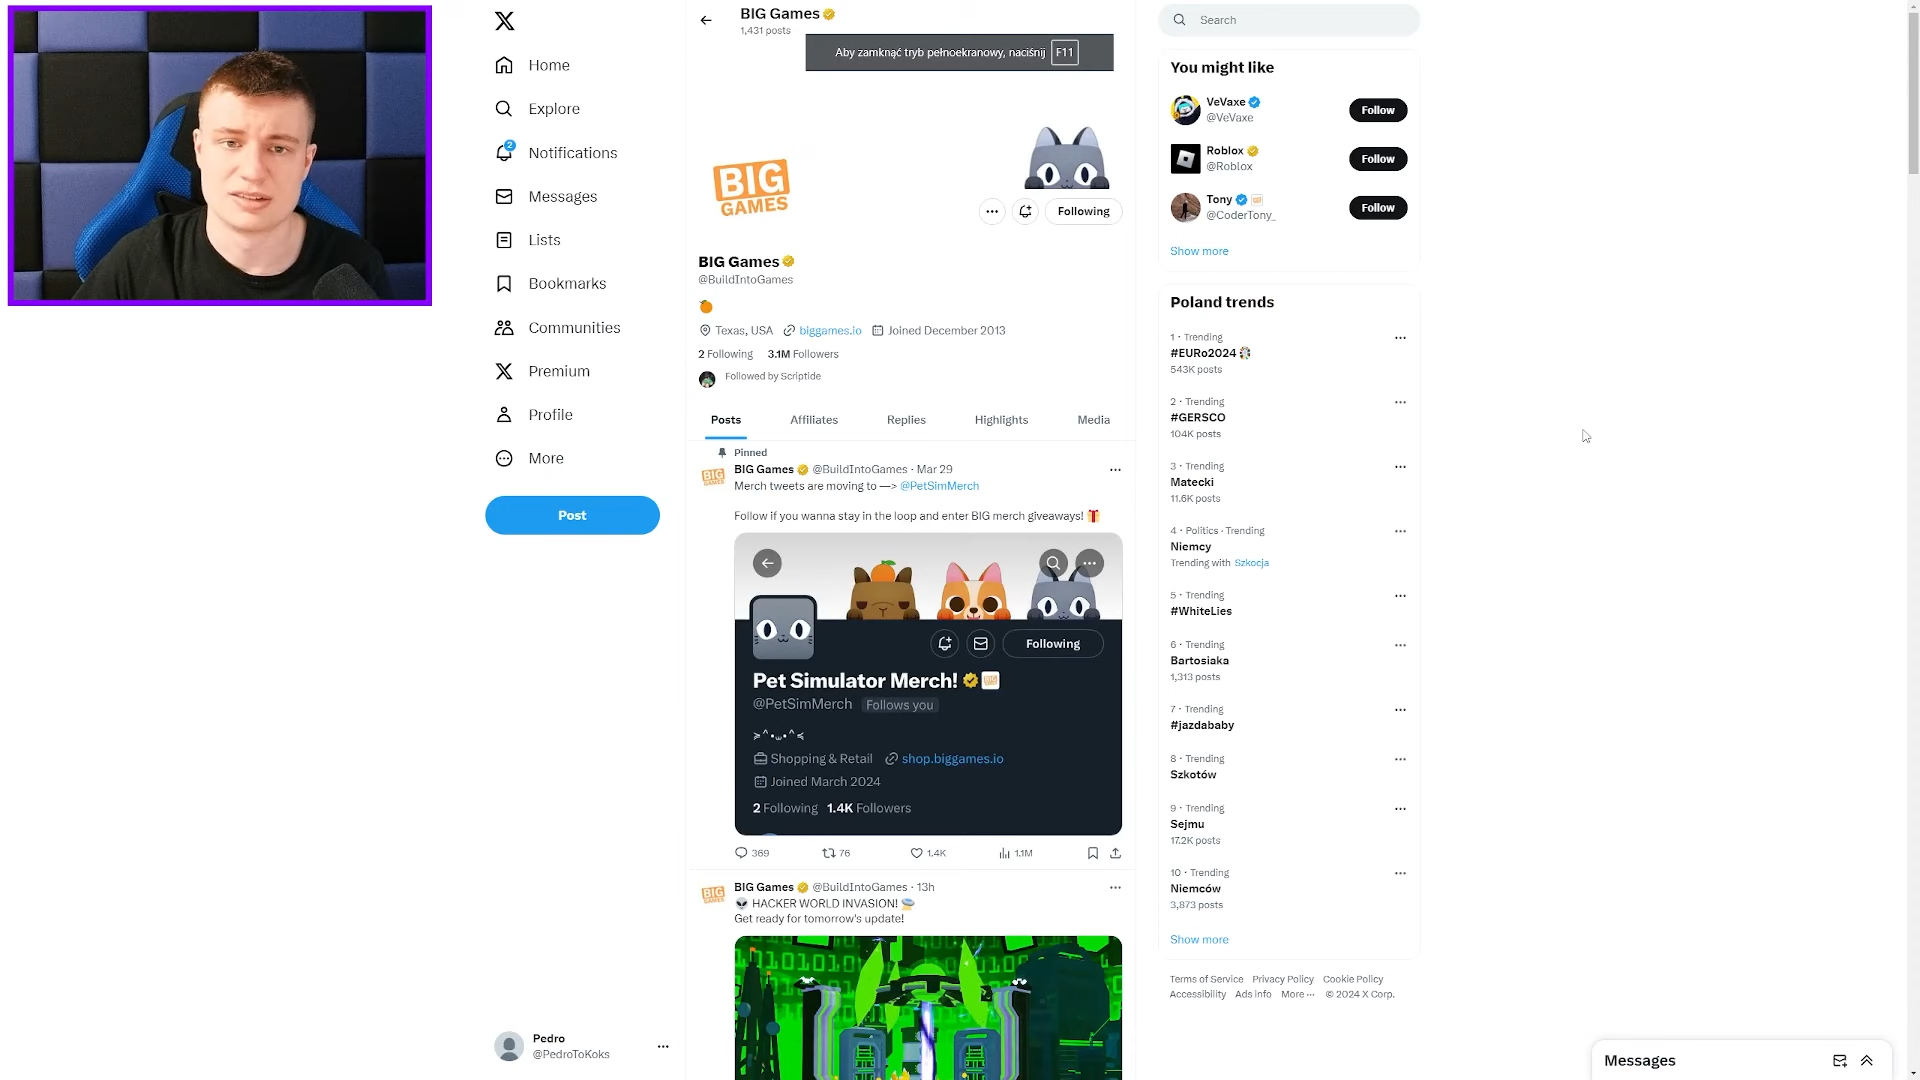 Home
Explore
2
Notifications
Messages
Lists
Bookmarks
Communities
Premium
Profile
More
Post
Pedro
@PedroToKoks
BIG Games
1,431 posts
Aby zamknąć tryb pełnoekranowy, naciśnij F11
BIG
GAMES
Following
BIG Games
@BuildIntoGames
Texas, USA biggames.io Joined December 2013
2 Following 3.1M Followers
Followed by Scriptide
Posts Affiliates Replies Highlights Media
Pinned
BIG Games @BuildIntoGames · Mar 29
Merch tweets are moving to —> @PetSimMerch
Follow if you wanna stay in the loop and enter BIG merch giveaways!
Following
Pet Simulator Merch!
@PetSimMerch Follows you
≽^•⩊•^≼
Shopping & Retail shop.biggames.io
Joined March 2024
2 Following 1.4K Followers
369 76 1.4K 1.1M
BIG Games @BuildIntoGames · 13h
HACKER WORLD INVASION!
Get ready for tomorrow's update!
Search
You might like
VeVaxe
@VeVaxe
Follow
Roblox
@Roblox
Follow
Tony
@CoderTony_
Follow
Show more
Poland trends
1 · Trending
#EURo2024
543K posts
2 · Trending
#GERSCO
104K posts
3 · Trending
Matecki
11.6K posts
4 · Politics · Trending
Niemcy
Trending with Szkocja
5 · Trending
#WhiteLies
6 · Trending
Bartosiaka
1,313 posts
7 · Trending
#jazdababy
8 · Trending
Szkotów
9 · Trending
Sejmu
17.2K posts
10 · Trending
Niemców
3,873 posts
Show more
Terms of Service Privacy Policy Cookie Policy
Accessibility Ads info More ··· © 2024 X Corp.
Messages